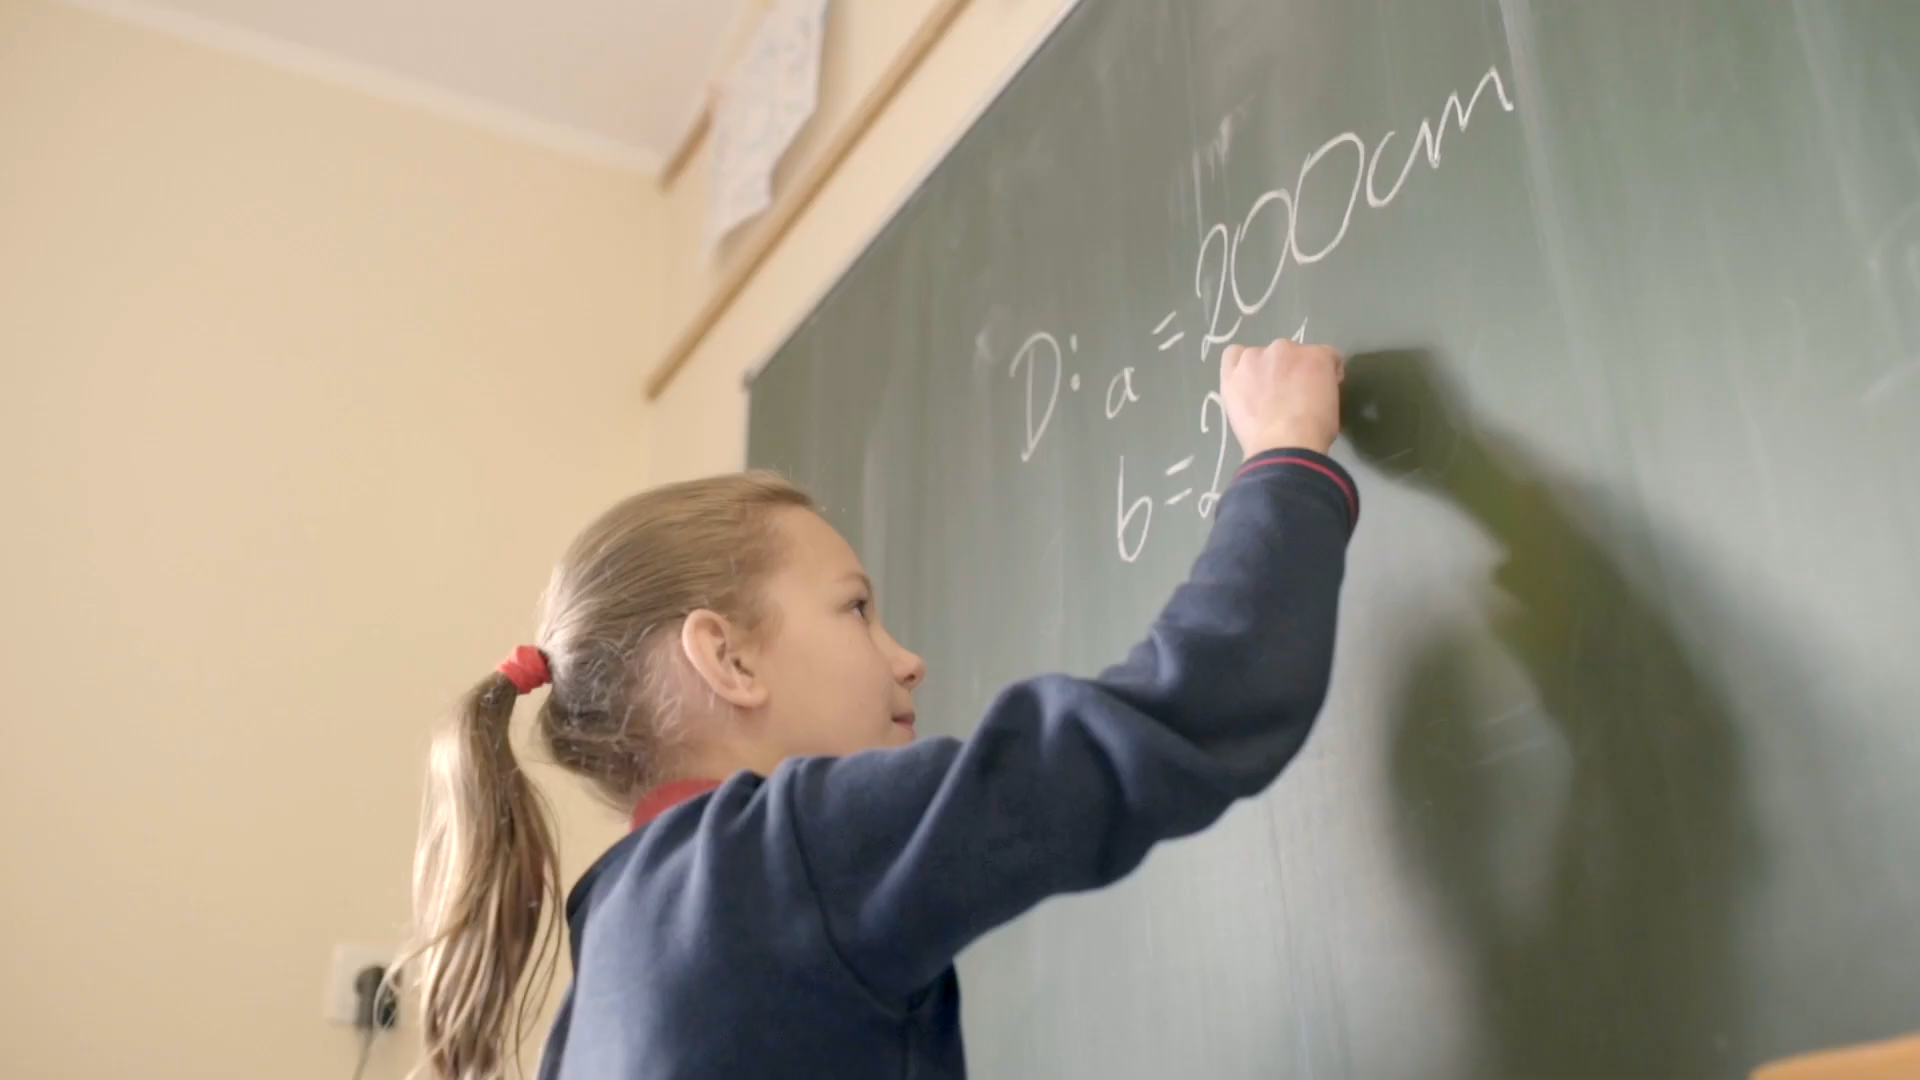 D: a = 200cm
b = 2